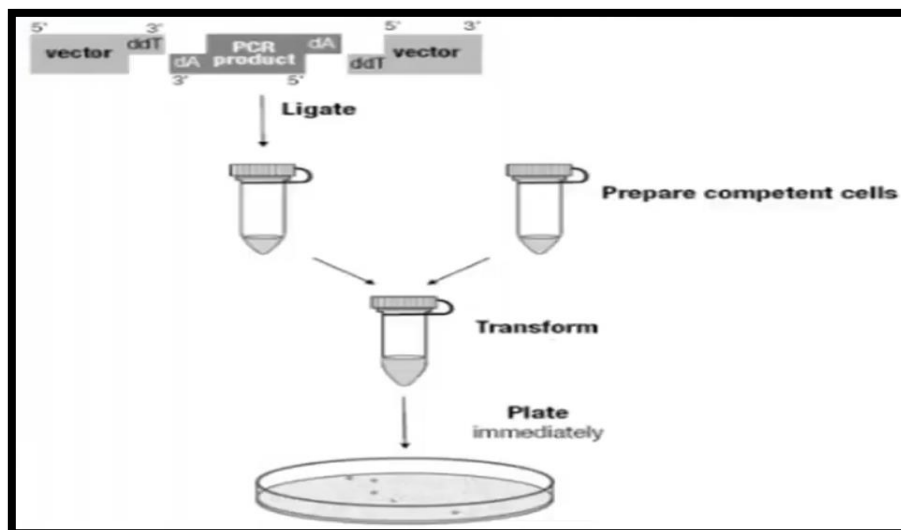 5' 3' 5' 3'
vector ddT PCR product dA ddT vector
dA
3' 5'
Ligate
Prepare competent cells
Transform
Plate
immediately